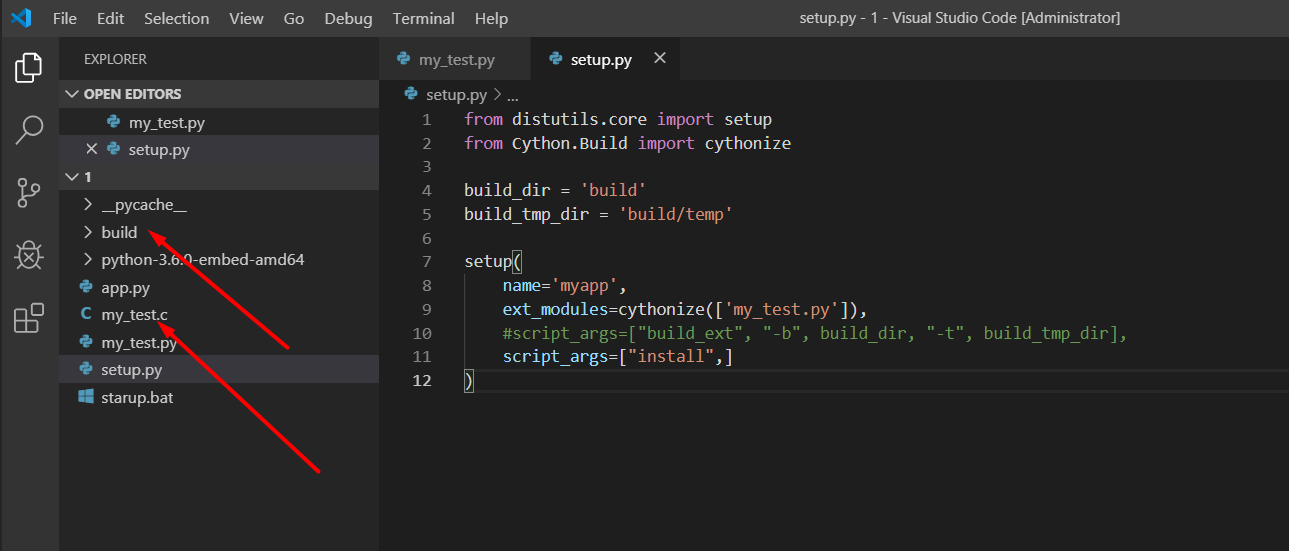 File Edit Selection View Go Debug Terminal Help setup.py - 1 - Visual Studio Code [Administrator]
EXPLORER
OPEN EDITORS
my_test.py
setup.py
1
__pycache__
build
python-3.6.0-embed-amd64
app.py
C my_test.c
my_test.py
setup.py
starup.bat
my_test.py setup.py
setup.py > ...
1 from distutils.core import setup
2 from Cython.Build import cythonize
3
4 build_dir = 'build'
5 build_tmp_dir = 'build/temp'
6
7 setup(
8     name='myapp',
9     ext_modules=cythonize(['my_test.py']),
10     #script_args=["build_ext", "-b", build_dir, "-t", build_tmp_dir],
11     script_args=["install",]
12 )